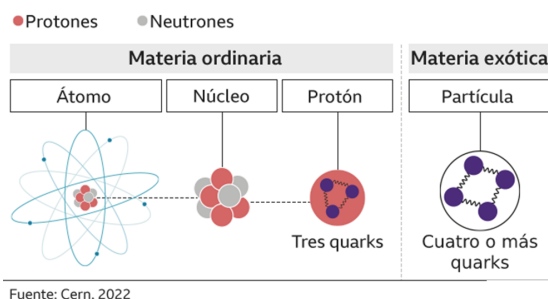 Protones
Neutrones
Materia ordinaria
Materia exótica
Átomo
Núcleo
Protón
Partícula
Tres quarks
Cuatro o más
quarks
Fuente: Cern, 2022